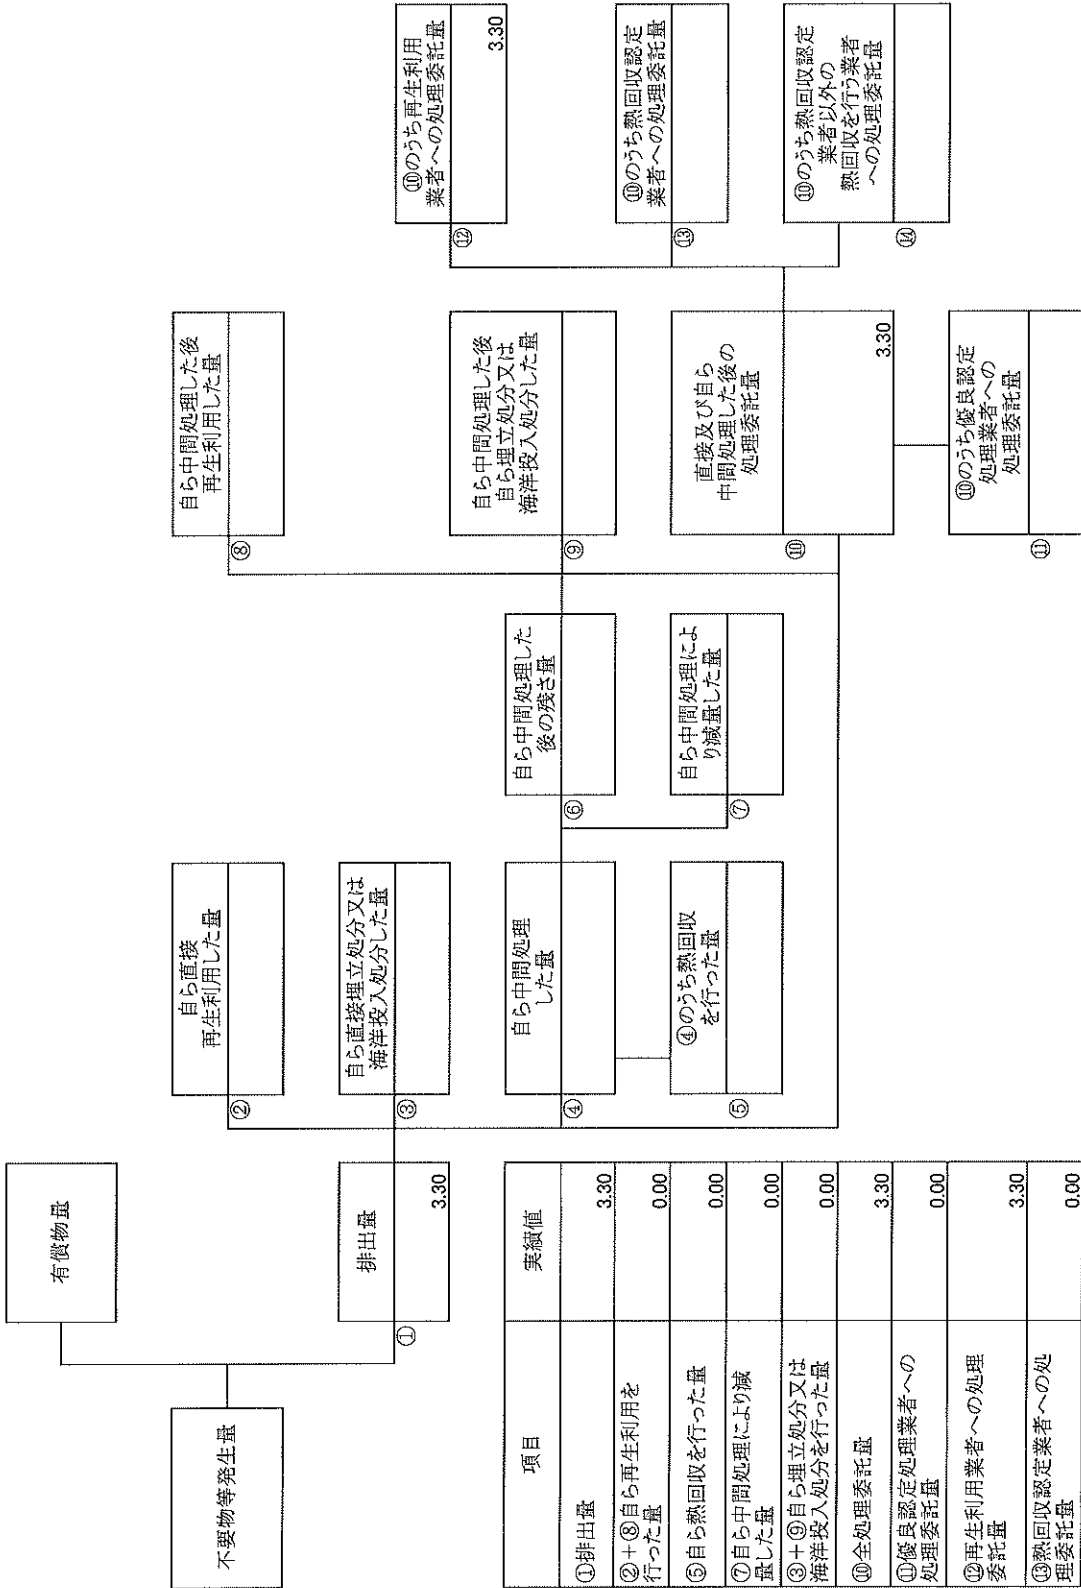 不要物等発生量
有償物量
排出量
①
3.30
②
自ら直接
再生利用した量
③
自ら直接埋立処分又は
海洋投入処分した量
④
自ら中間処理
した量
⑤
④のうち熱回収
を行った量
⑥
自ら中間処理した
後の残さ量
⑦
自ら中間処理によ
り減量した量
⑧
自ら中間処理した後
再生利用した量
⑨
自ら中間処理した後
自ら埋立処分又は
海洋投入処分した量
⑩
直接及び自ら
中間処理した後の
処理委託量
3.30
⑪
⑩のうち優良認定
処理業者への
処理委託量
⑫
⑩のうち再生利用
業者への処理委託量
3.30
⑬
⑩のうち熱回収認定
業者への処理委託量
⑭
⑩のうち熱回収認定
業者以外の
熱回収を行う業者
への処理委託量
項目 実績値
①排出量 3.30
②+⑧自ら再生利用を
行った量 0.00
⑤自ら熱回収を行った量 0.00
⑦自ら中間処理により減
量した量 0.00
③+⑨自ら埋立処分又は
海洋投入処分を行った量 0.00
⑩全処理委託量 3.30
⑪優良認定処理業者への
処理委託量 0.00
⑫再生利用業者への処理
委託量 3.30
⑬熱回収認定業者への処
理委託量 0.00